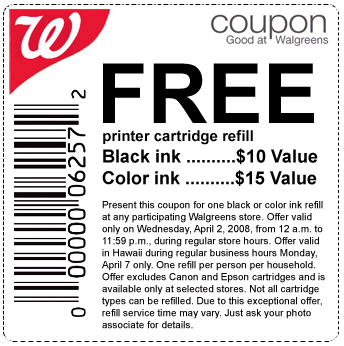 W
coupon
Good at Walgreens
FREE
printer cartridge refill
Black ink ..........$10 Value
Color ink ..........$15 Value
Present this coupon for one black or color ink refill
at any participating Walgreens store. Offer valid
only on Wednesday, April 2, 2008, from 12 a.m. to
11:59 p.m., during regular store hours. Offer valid
in Hawaii during regular business hours Monday,
April 7 only. One refill per person per household.
Offer excludes Canon and Epson cartridges and is
available only at selected stores. Not all cartridge
types can be refilled. Due to this exceptional offer,
refill service time may vary. Just ask your photo
associate for details.
0 00000 06257 2